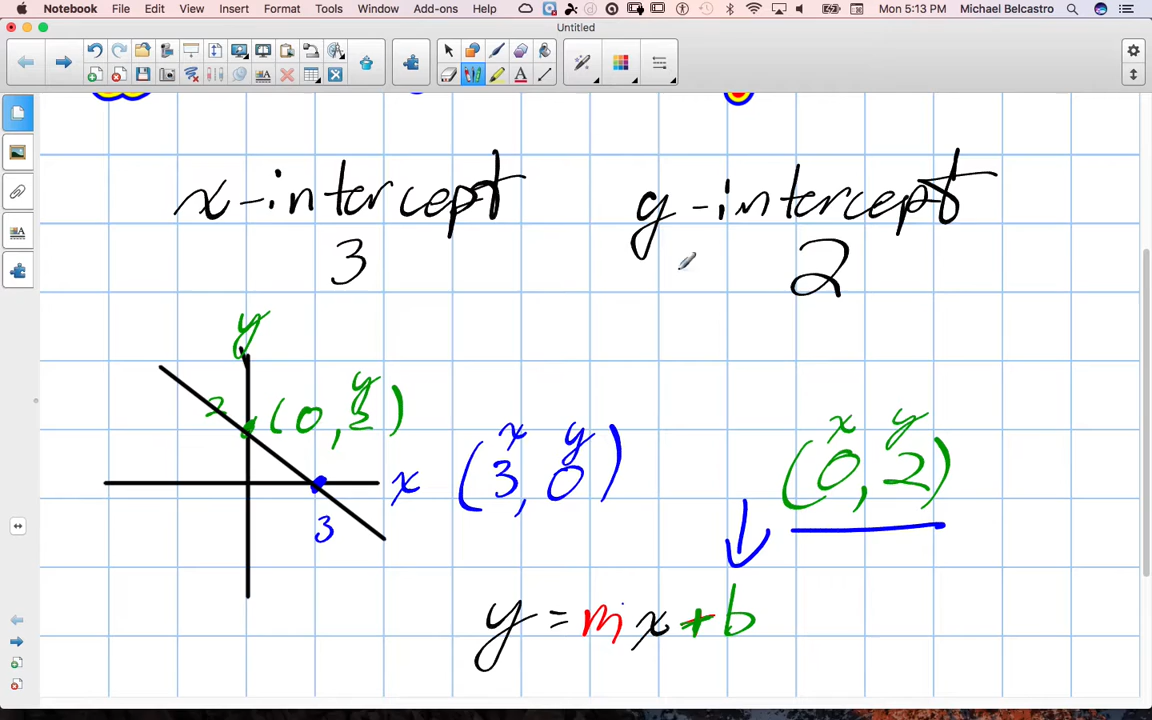 Notebook File Edit View Insert Format Tools Window Add-ons Help Mon 5:13 PM Michael Belcastro
Untitled
x-intercept y-intercept
3 2
y
2 (0, 2) y
x (3, 0) x y
(0, 2) x y
3
y = mx + b